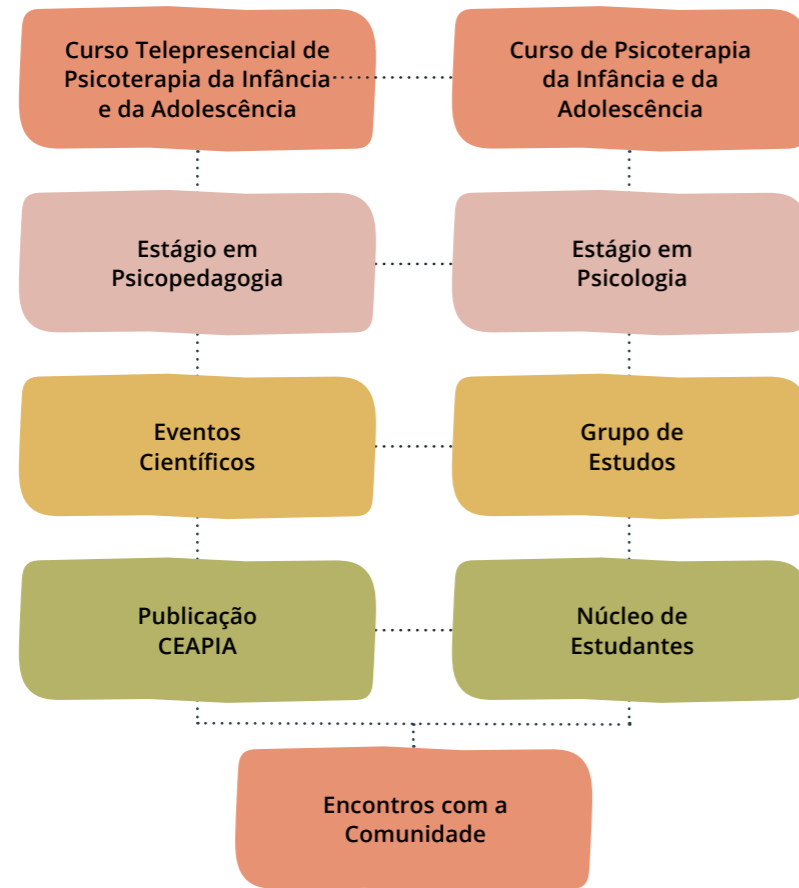 Curso Telepresencial de
Psicoterapia da Infância
e da Adolescência
Curso de Psicoterapia
da Infância e da
Adolescência
Estágio em
Psicopedagogia
Estágio em
Psicologia
Eventos
Científicos
Grupo de
Estudos
Publicação
CEAPIA
Núcleo de
Estudantes
Encontros com a
Comunidade